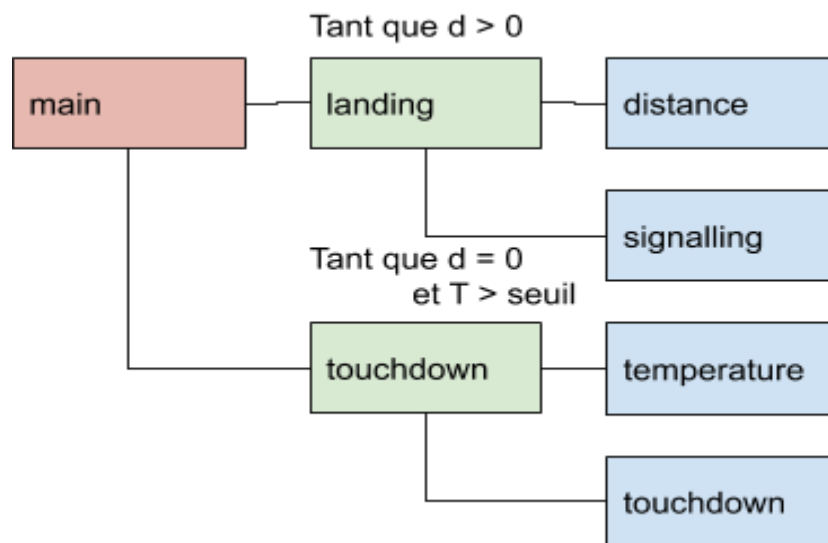 Tant que d > 0
main
landing
distance
signalling
Tant que d = 0
et T > seuil
touchdown
temperature
touchdown